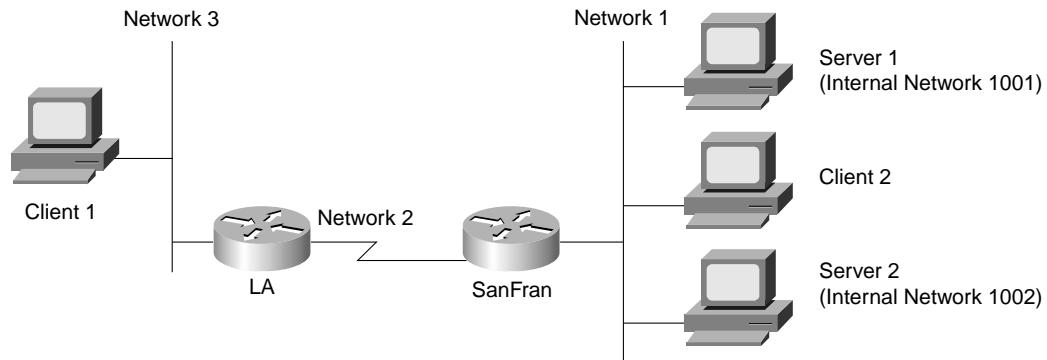 Network 3
Network 1
Server 1
(Internal Network 1001)
Client 2
Client 1
Network 2
LA
SanFran
Server 2
(Internal Network 1002)